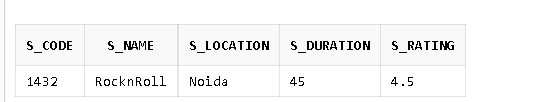 S_CODE S_NAME S_LOCATION S_DURATION S_RATING
1432 RocknRoll Noida 45 4.5